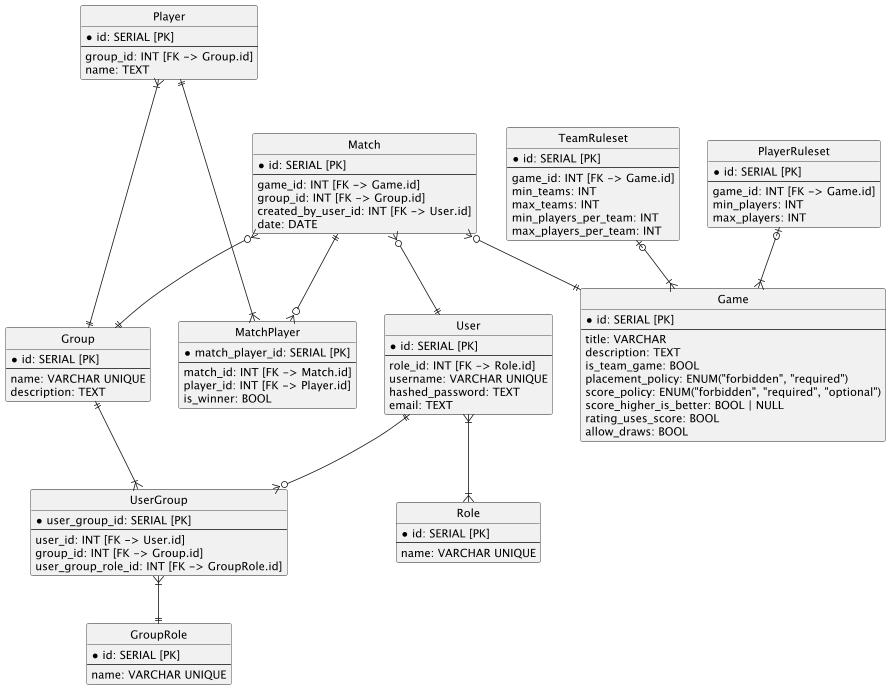 Player
* id: SERIAL [PK]
group_id: INT [FK -> Group.id]
name: TEXT
Match
* id: SERIAL [PK]
game_id: INT [FK -> Game.id]
group_id: INT [FK -> Group.id]
created_by_user_id: INT [FK -> User.id]
date: DATE
TeamRuleset
* id: SERIAL [PK]
game_id: INT [FK -> Game.id]
min_teams: INT
max_teams: INT
min_players_per_team: INT
max_players_per_team: INT
PlayerRuleset
* id: SERIAL [PK]
game_id: INT [FK -> Game.id]
min_players: INT
max_players: INT
Group
* id: SERIAL [PK]
name: VARCHAR UNIQUE
description: TEXT
MatchPlayer
* match_player_id: SERIAL [PK]
match_id: INT [FK -> Match.id]
player_id: INT [FK -> Player.id]
is_winner: BOOL
User
* id: SERIAL [PK]
role_id: INT [FK -> Role.id]
username: VARCHAR UNIQUE
hashed_password: TEXT
email: TEXT
Game
* id: SERIAL [PK]
title: VARCHAR
description: TEXT
is_team_game: BOOL
placement_policy: ENUM("forbidden", "required")
score_policy: ENUM("forbidden", "required", "optional")
score_higher_is_better: BOOL | NULL
rating_uses_score: BOOL
allow_draws: BOOL
UserGroup
* user_group_id: SERIAL [PK]
user_id: INT [FK -> User.id]
group_id: INT [FK -> Group.id]
user_group_role_id: INT [FK -> GroupRole.id]
Role
* id: SERIAL [PK]
name: VARCHAR UNIQUE
GroupRole
* id: SERIAL [PK]
name: VARCHAR UNIQUE